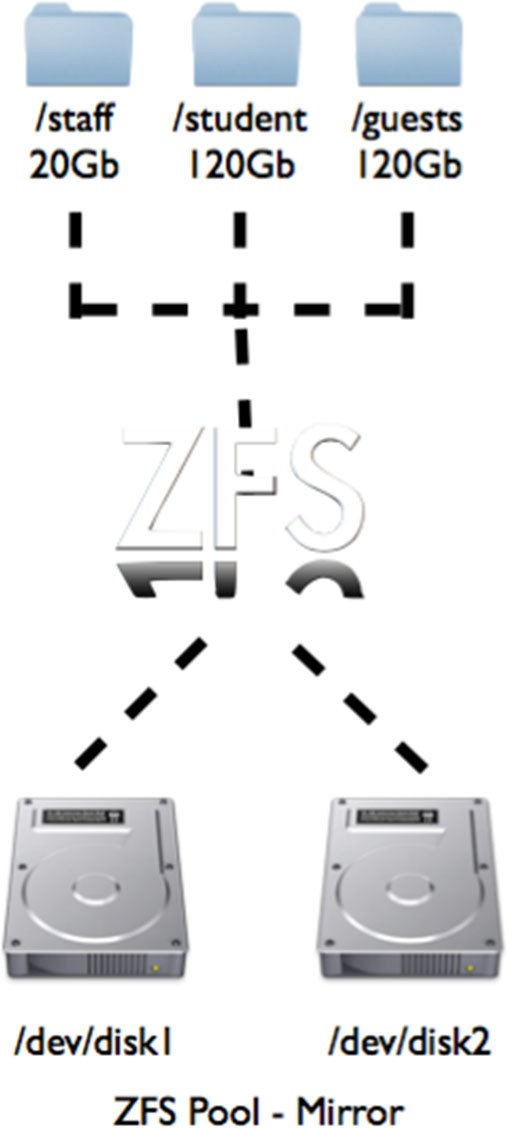 /staff
20Gb
/student
120Gb
/guests
120Gb
ZFS
/dev/disk1
/dev/disk2
ZFS Pool - Mirror